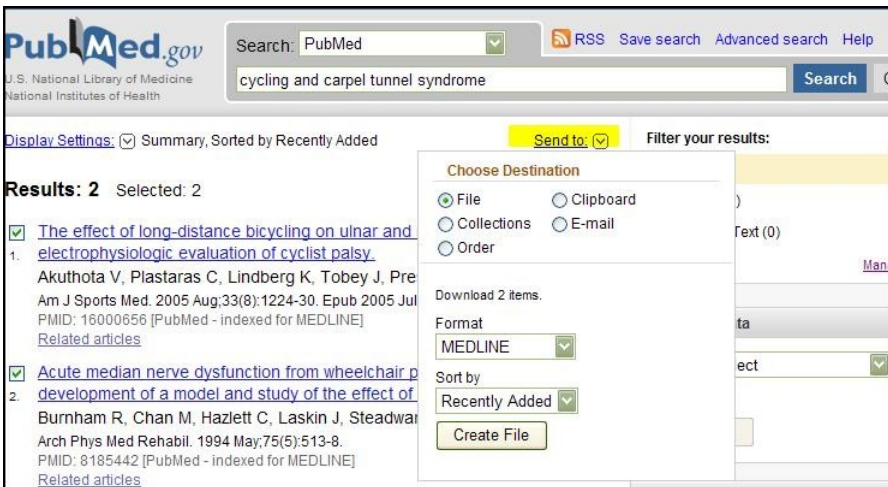 PubMed.gov
U.S. National Library of Medicine
National Institutes of Health
Search: PubMed
RSS Save search Advanced search Help
cycling and carpel tunnel syndrome
Search
Display Settings: Summary, Sorted by Recently Added
Send to:
Filter your results:
Results: 2 Selected: 2
1.
The effect of long-distance bicycling on ulnar and
electrophysiologic evaluation of cyclist palsy.
Akuthota V, Plastaras C, Lindberg K, Tobey J, Pre
Am J Sports Med. 2005 Aug;33(8):1224-30. Epub 2005 Jul
PMID: 16000656 [PubMed - indexed for MEDLINE]
Related articles
2.
Acute median nerve dysfunction from wheelchair p
development of a model and study of the effect of
Burnham R, Chan M, Hazlett C, Laskin J, Steadwar
Arch Phys Med Rehabil. 1994 May;75(5):513-8.
PMID: 8185442 [PubMed - indexed for MEDLINE]
Related articles
Choose Destination
File Clipboard
Collections E-mail
Order
Download 2 items.
Format
MEDLINE
Sort by
Recently Added
Create File
)
Text (0)
Man
ta
ect